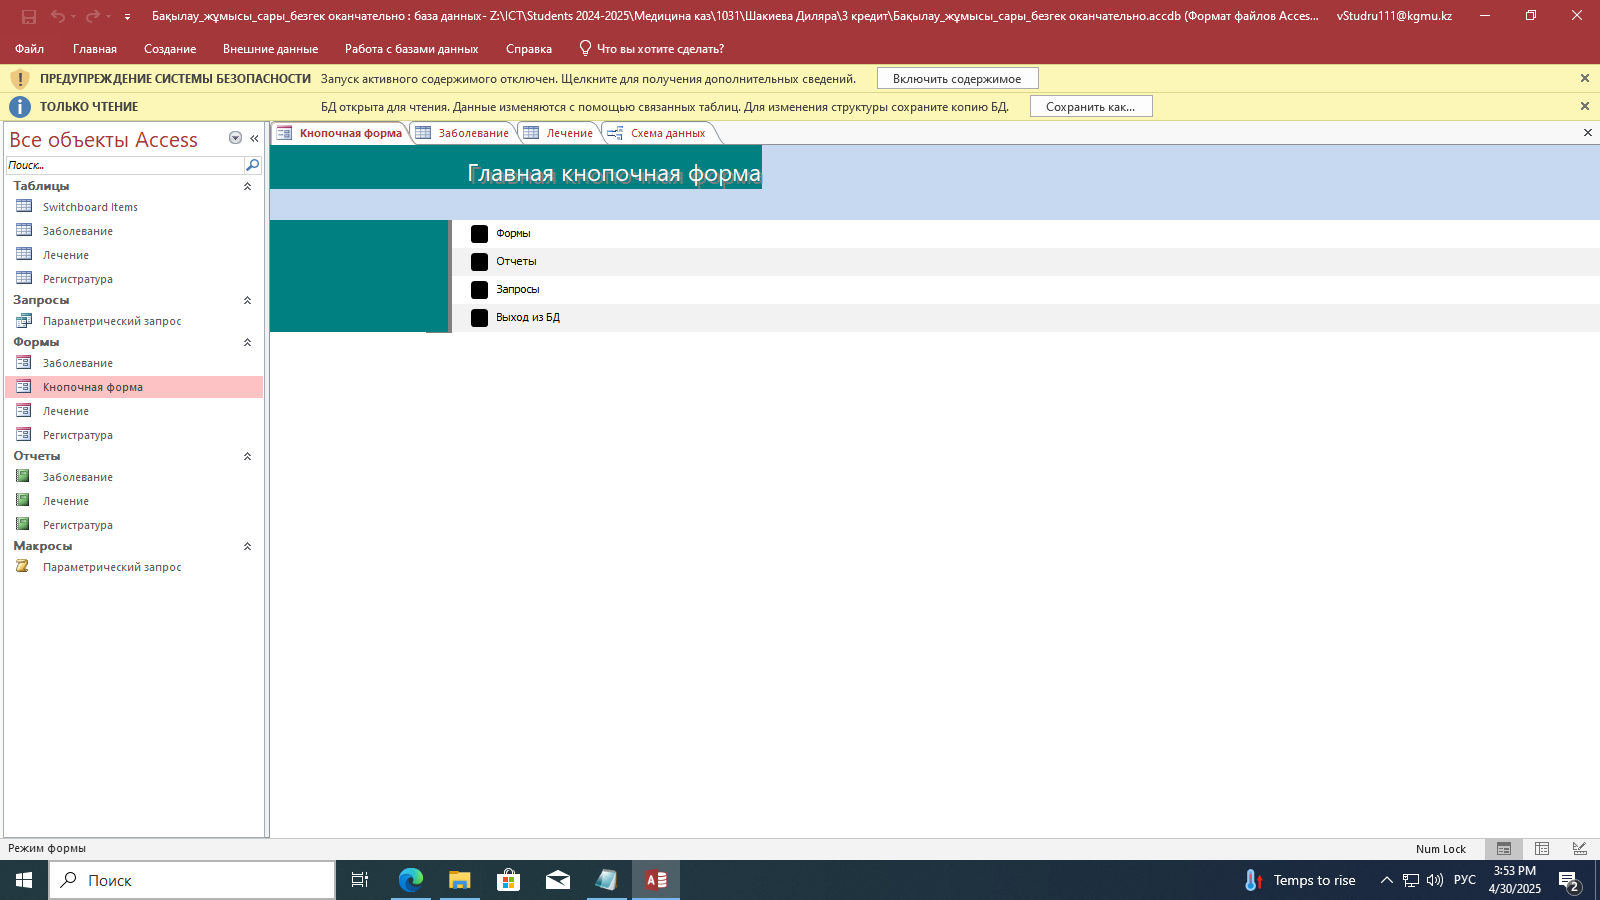 Бақылау_жұмысы_сары_безгек оканчательно : база данных- Z:\ICT\Students 2024-2025\Медицина каз\1031\Шакиева Диляра\3 кредит\Бақылау_жұмысы_сары_безгек оканчательно.accdb (Формат файлов Acces... vStudru111@kgmu.kz
Файл Главная Создание Внешние данные Работа с базами данных Справка Что вы хотите сделать?
ПРЕДУПРЕЖДЕНИЕ СИСТЕМЫ БЕЗОПАСНОСТИ Запуск активного содержимого отключен. Щелкните для получения дополнительных сведений. Включить содержимое
ТОЛЬКО ЧТЕНИЕ БД открыта для чтения. Данные изменяются с помощью связанных таблиц. Для изменения структуры сохраните копию БД. Сохранить как...
Все объекты Access
Поиск...
Таблицы
Switchboard Items
Заболевание
Лечение
Регистратура
Запросы
Параметрический запрос
Формы
Заболевание
Кнопочная форма
Лечение
Регистратура
Отчеты
Заболевание
Лечение
Регистратура
Макросы
Параметрический запрос
Кнопочная форма Заболевание Лечение Схема данных
Главная кнопочная форма
Формы
Отчеты
Запросы
Выход из БД
Режим формы Num Lock
Поиск Temps to rise РУС 3:53 PM
4/30/2025 2